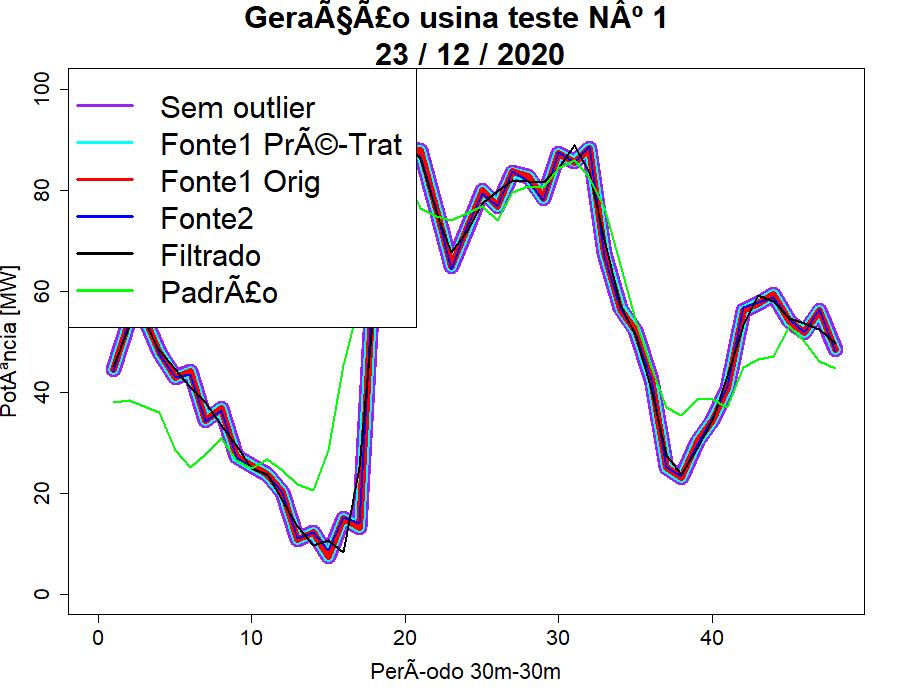 GeraÃ§Ã£o usina teste NÂº 1
23 / 12 / 2020
Sem outlier
Fonte1 PrÃ©-Trat
Fonte1 Orig
Fonte2
Filtrado
PadrÃ£o
PotÃªncia [MW]
100
80
60
40
20
0
0 10 20 30 40
PerÃ-odo 30m-30m